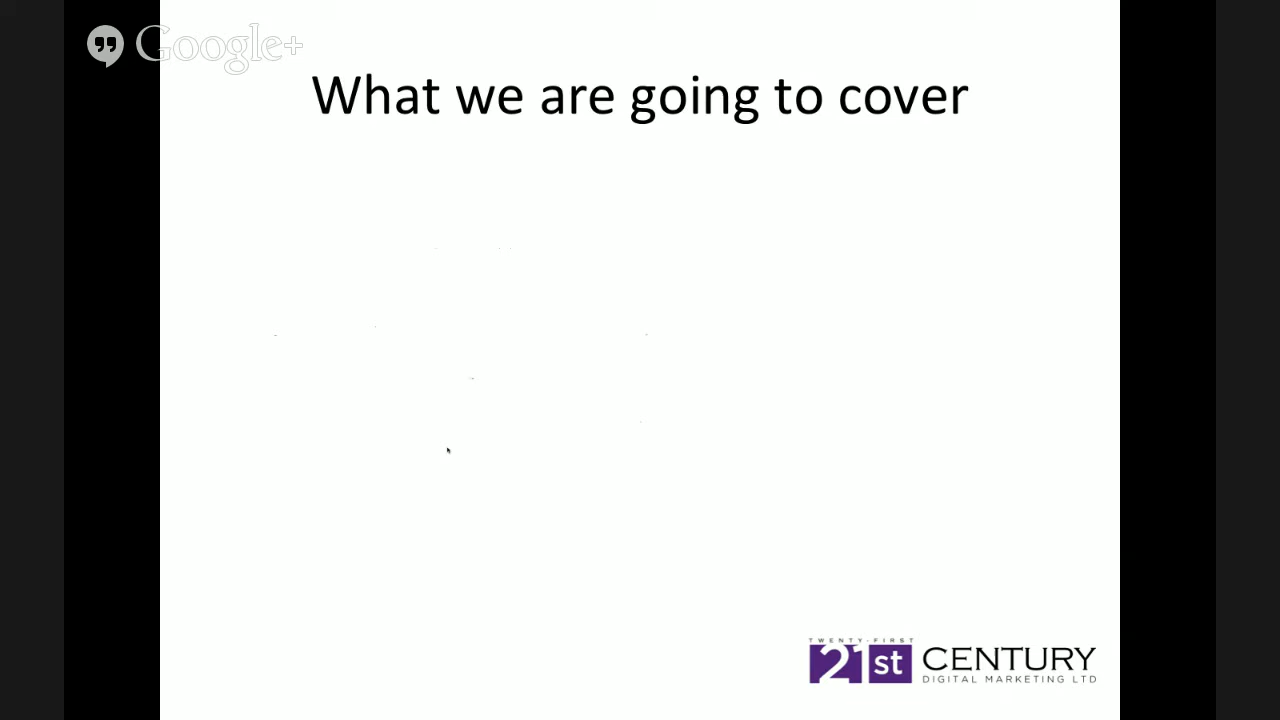 Google+
What we are going to cover
TWENTY-FIRST
21st CENTURY
DIGITAL MARKETING LTD